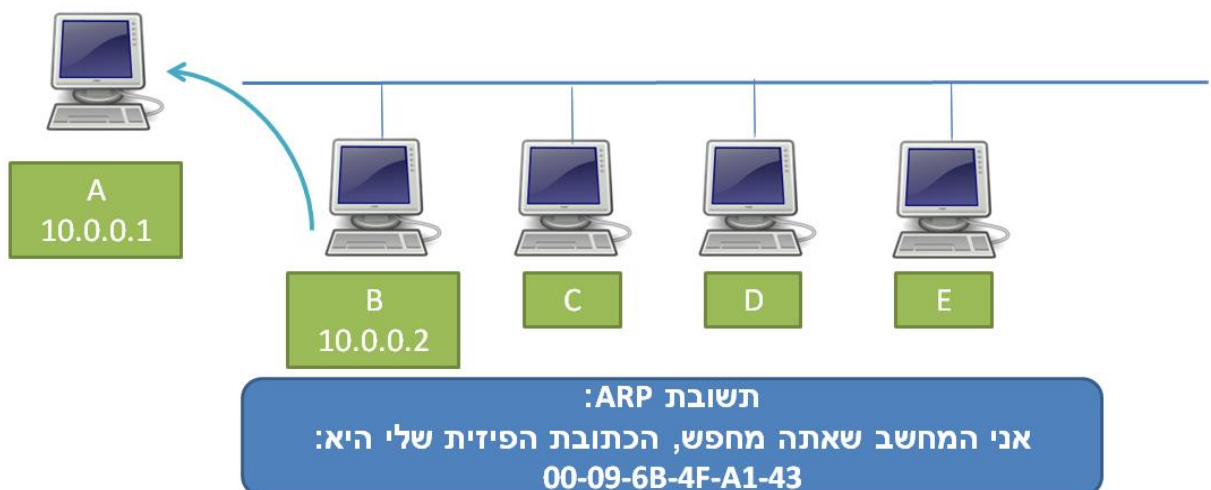 A
10.0.0.1
B
10.0.0.2
C
D
E
תשובת ARP:
אני המחשב שאתה מחפש, הכתובת הפיזית שלי היא:
00-09-6B-4F-A1-43